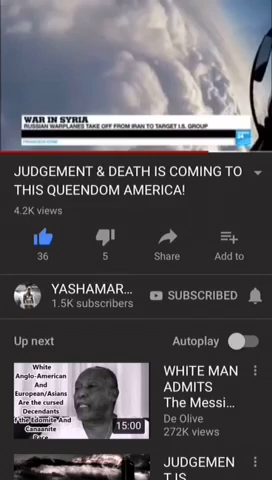 WAR IN SYRIA
RUSSIAN WARPLANES TAKE OFF FROM IRAN TO TARGET I.S. GROUP
JUDGEMENT & DEATH IS COMING TO
THIS QUEENDOM AMERICA!
4.2K views
36
5
Share
Add to
YASHAMAR...
1.5K subscribers
SUBSCRIBED
Up next
Autoplay
White
Anglo-American
And
European/Asians
Are the cursed
Decendants
the Edomite And
Canaanite
15:00
WHITE MAN
ADMITS
The Messi...
De Olive
272K views
JUDGEMEN
T IS